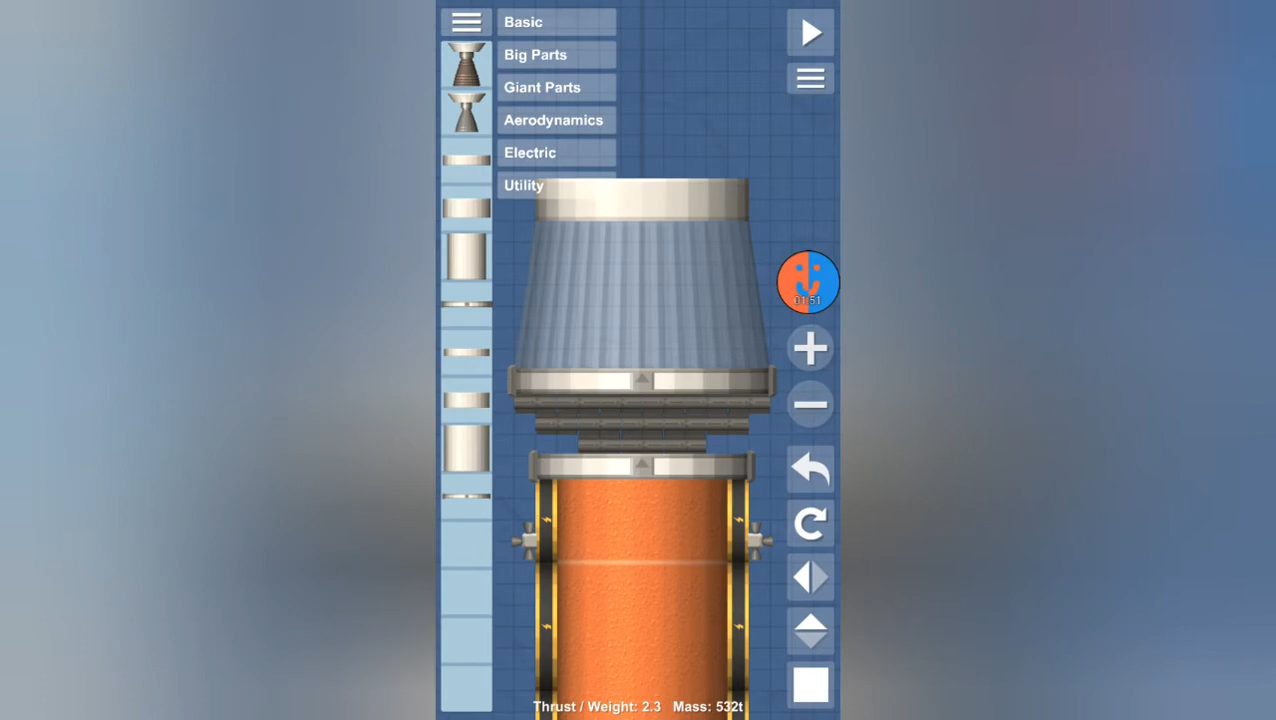 Basic
Big Parts
Giant Parts
Aerodynamics
Electric
Utility
01:51
Thrust / Weight: 2.3 Mass: 532t